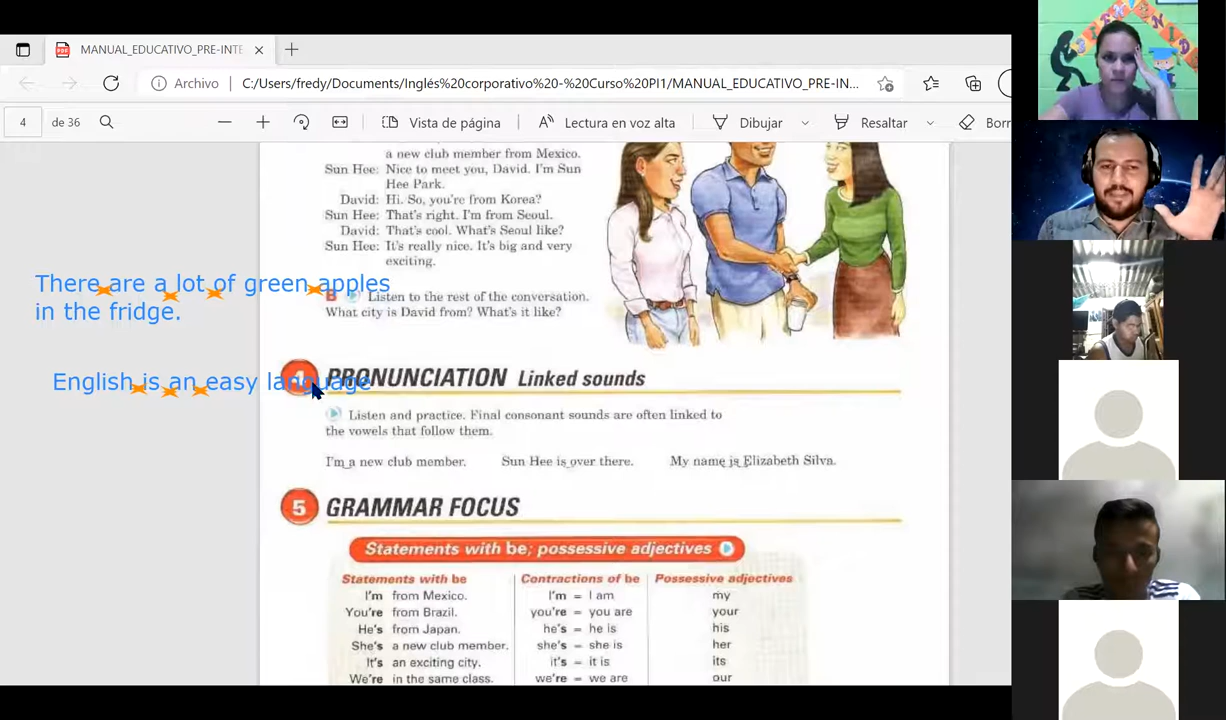 MANUAL_EDUCATIVO_PRE-INTE
Archivo
C:/Users/fredy/Documents/Inglés%20corporativo%20-%20Curso%20PI1/MANUAL_EDUCATIVO_PRE-IN...
4
de 36
Vista de página
Lectura en voz alta
Dibujar
Resaltar
Borr
a new club member from Mexico.
Sun Hee: Nice to meet you, David. I'm Sun
Hee Park.
David: Hi. So, you're from Korea?
Sun Hee: That's right. I'm from Seoul.
David: That's cool. What's Seoul like?
Sun Hee: It's really nice. It's big and very
exciting.
There are a lot of green apples
in the fridge.
B Listen to the rest of the conversation.
What city is David from? What's it like?
English is an easy language
4 PRONUNCIATION Linked sounds
Listen and practice. Final consonant sounds are often linked to
the vowels that follow them.
I'm a new club member. Sun Hee is over there. My name is Elizabeth Silva.
5 GRAMMAR FOCUS
Statements with be; possessive adjectives
Statements with be Contractions of be Possessive adjectives
I'm from Mexico. I'm = I am my
You're from Brazil. you're = you are your
He's from Japan. he's = he is his
She's a new club member. she's = she is her
It's an exciting city. it's = it is its
We're in the same class. we're = we are our